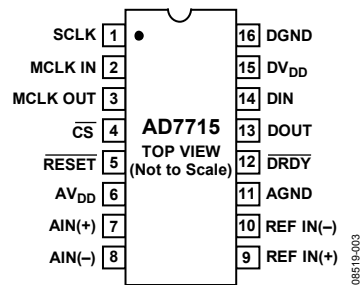 SCLK 1 16 DGND
MCLK IN 2 15 DVDD
MCLK OUT 3 14 DIN
CS 4 AD7715 13 DOUT
RESET 5 TOP VIEW (Not to Scale) 12 DRDY
AVDD 6 11 AGND
AIN(+) 7 10 REF IN(–)
AIN(–) 8 9 REF IN(+)
08519-003